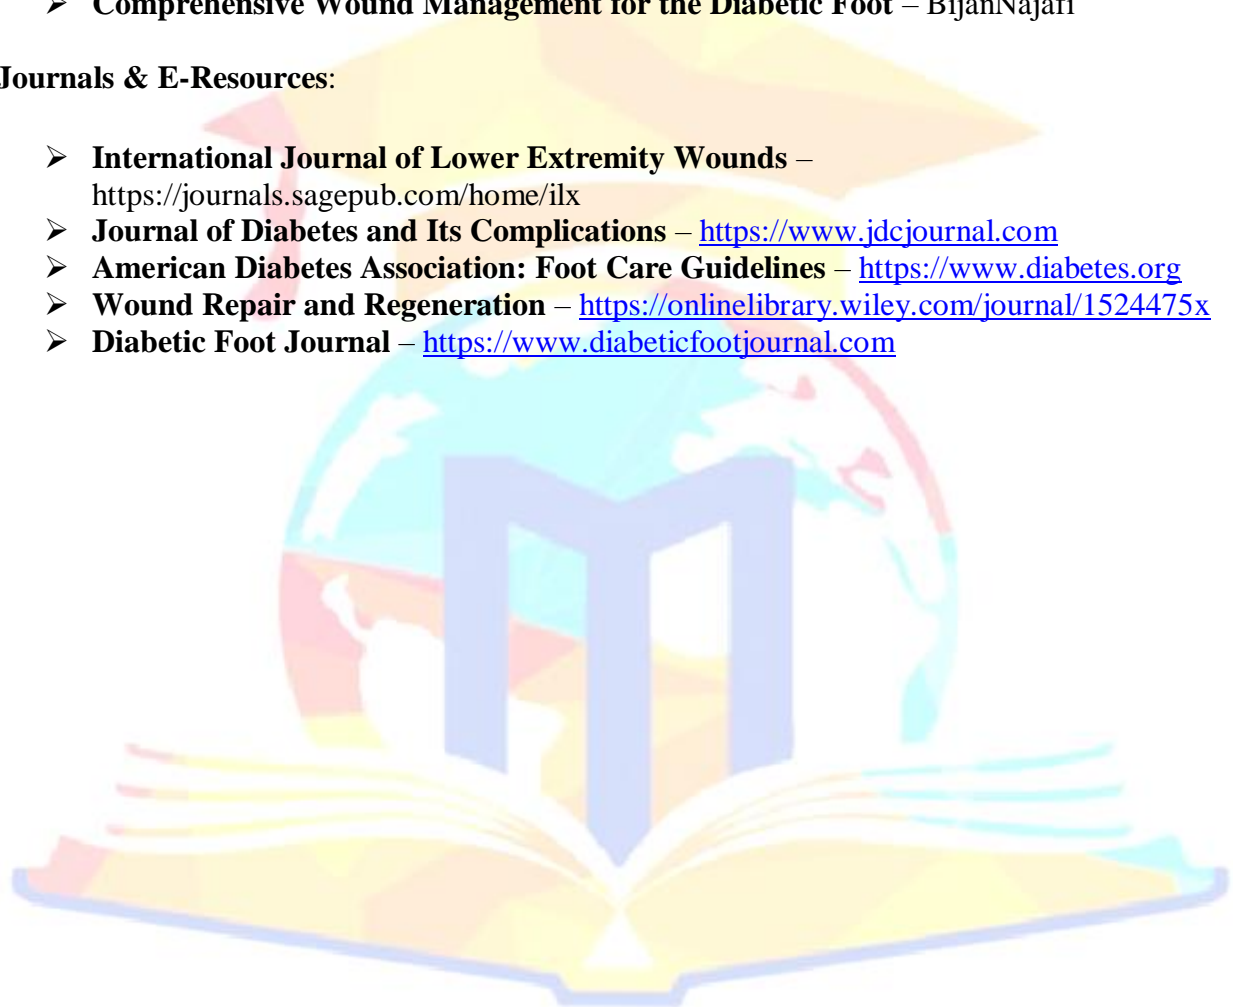 ➢ Comprehensive Wound Management for the Diabetic Foot – BijanNajafi
Journals & E-Resources:
➢ International Journal of Lower Extremity Wounds –
https://journals.sagepub.com/home/ilx
➢ Journal of Diabetes and Its Complications – https://www.jdcjournal.com
➢ American Diabetes Association: Foot Care Guidelines – https://www.diabetes.org
➢ Wound Repair and Regeneration – https://onlinelibrary.wiley.com/journal/1524475x
➢ Diabetic Foot Journal – https://www.diabeticfootjournal.com